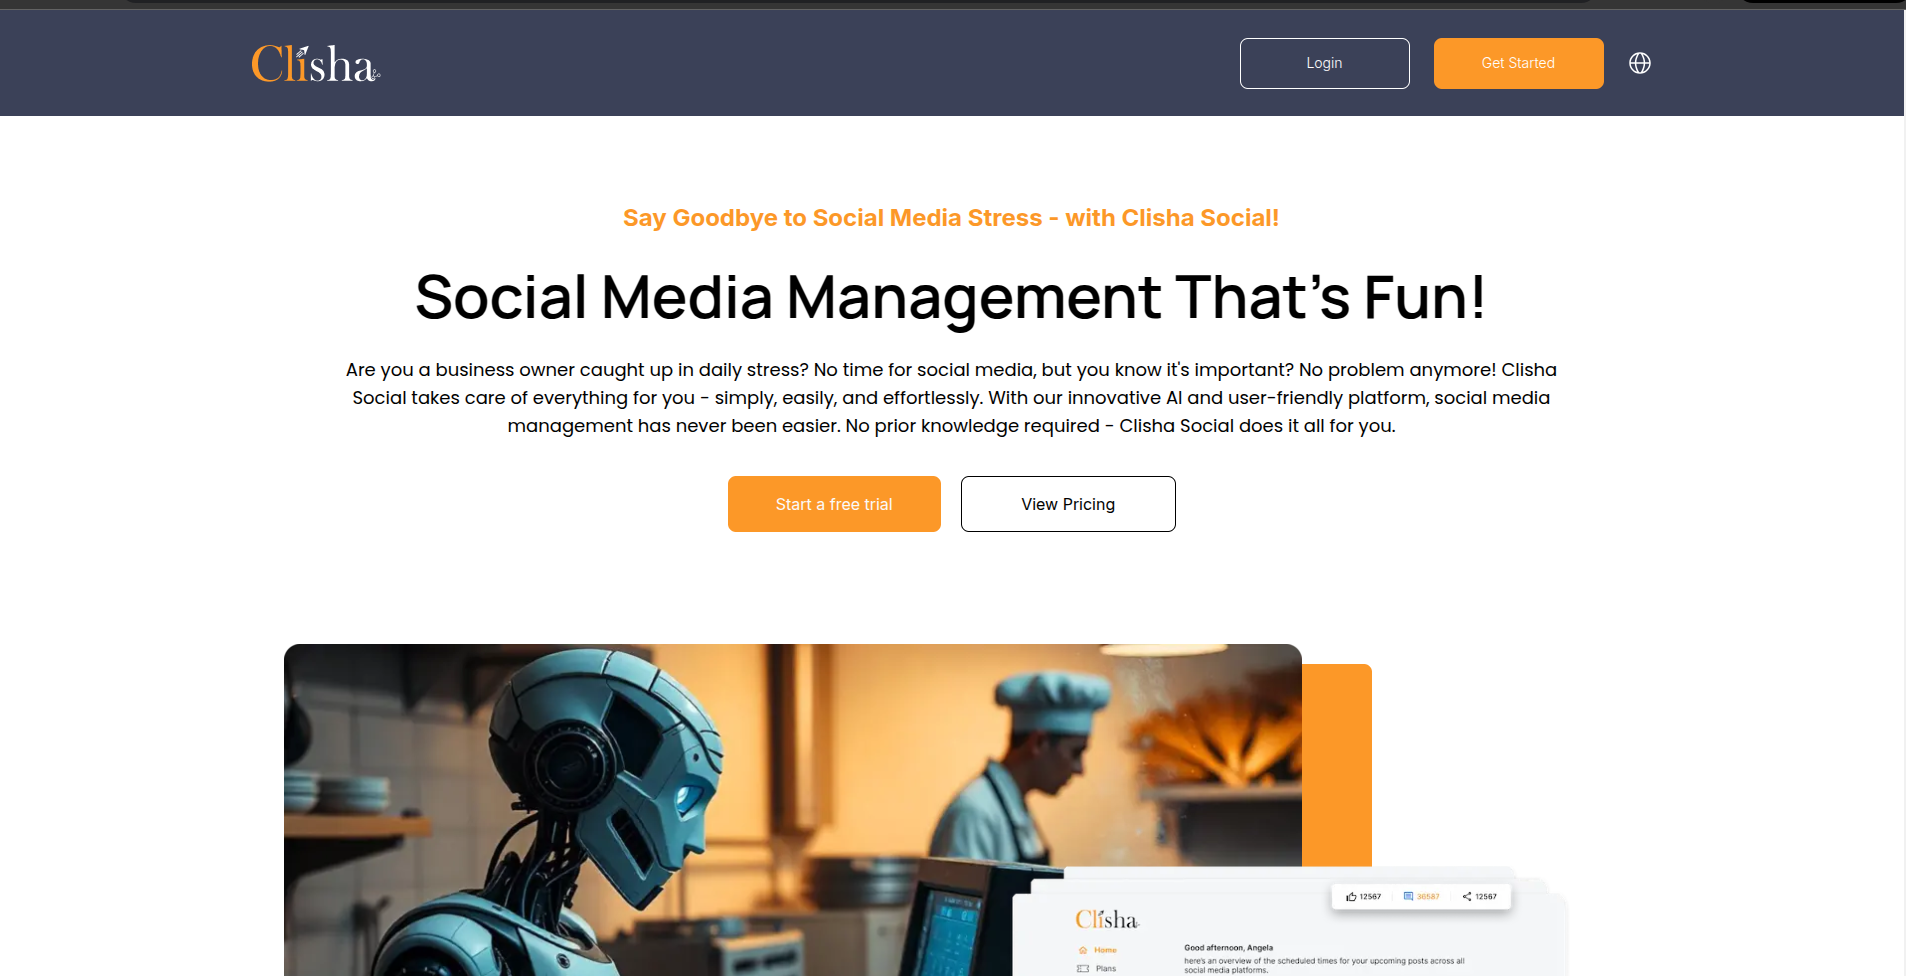 Clisha
Login
Get Started
Say Goodbye to Social Media Stress - with Clisha Social!
Social Media Management That's Fun!
Are you a business owner caught up in daily stress? No time for social media, but you know it's important? No problem anymore! Clisha
Social takes care of everything for you - simply, easily, and effortlessly. With our innovative AI and user-friendly platform, social media
management has never been easier. No prior knowledge required - Clisha Social does it all for you.
Start a free trial
View Pricing
12567
36587
12567
Clisha
Home
Good afternoon, Angela
here's an overview of the scheduled times for your upcoming posts across all
social media platforms.
Plans